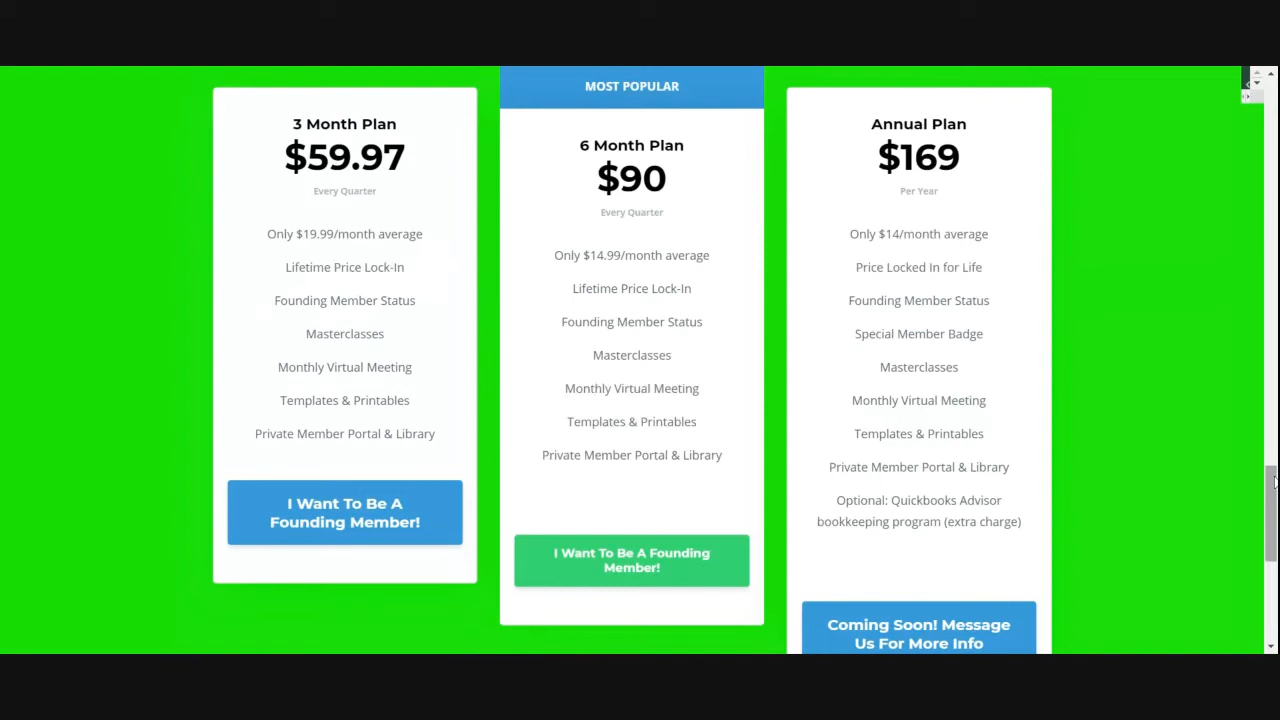 3 Month Plan
$59.97
Every Quarter
Only $19.99/month average
Lifetime Price Lock-In
Founding Member Status
Masterclasses
Monthly Virtual Meeting
Templates & Printables
Private Member Portal & Library
I Want To Be A
Founding Member!
MOST POPULAR
6 Month Plan
$90
Every Quarter
Only $14.99/month average
Lifetime Price Lock-In
Founding Member Status
Masterclasses
Monthly Virtual Meeting
Templates & Printables
Private Member Portal & Library
I Want To Be A Founding
Member!
Annual Plan
$169
Per Year
Only $14/month average
Price Locked In for Life
Founding Member Status
Special Member Badge
Masterclasses
Monthly Virtual Meeting
Templates & Printables
Private Member Portal & Library
Optional: Quickbooks Advisor
bookkeeping program (extra charge)
Coming Soon! Message
Us For More Info